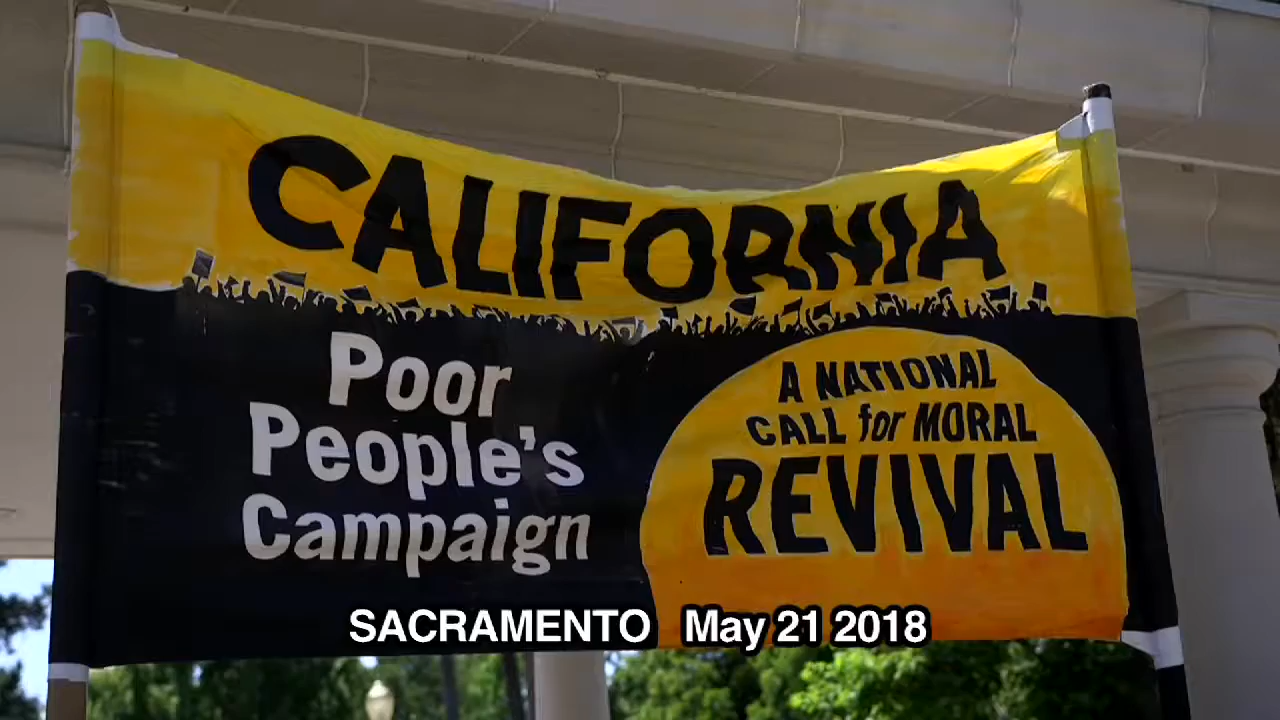 CALIFORNIA
Poor
People's
Campaign
A NATIONAL
CALL for MORAL
REVIVAL
SACRAMENTO May 21 2018